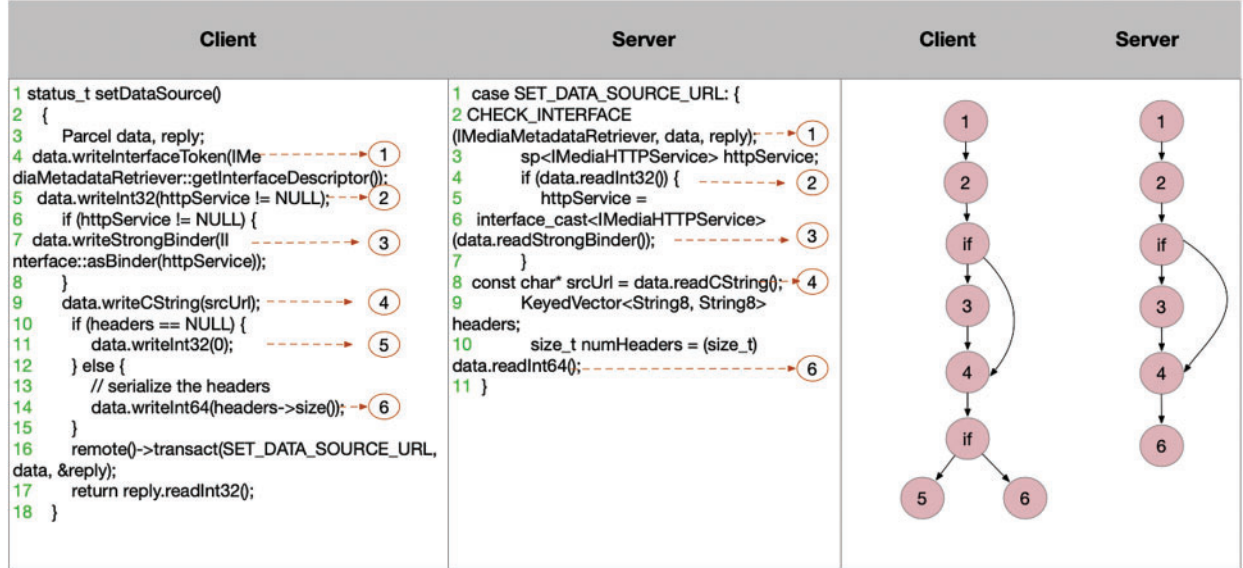 Client
Server
Client
Server
1 status_t setDataSource()
2 {
3 Parcel data, reply;
4 data.writeInterfaceToken(IMe
diaMetadataRetriever::getInterfaceDescriptor());
5 data.writeInt32(httpService != NULL);
6 if (httpService != NULL) {
7 data.writeStrongBinder(II
nterface::asBinder(httpService));
8 }
9 data.writeCString(srcUrl);
10 if (headers == NULL) {
11 data.writeInt32(0);
12 } else {
13 // serialize the headers
14 data.writeInt64(headers->size());
15 }
16 remote()->transact(SET_DATA_SOURCE_URL,
data, &reply);
17 return reply.readInt32();
18 }
1
2
3
4
5
6
1 case SET_DATA_SOURCE_URL: {
2 CHECK_INTERFACE
(IMediaMetadataRetriever, data, reply);
3 sp<IMediaHTTPService> httpService;
4 if (data.readInt32()) {
5 httpService =
6 interface_cast<IMediaHTTPService>
(data.readStrongBinder());
7 }
8 const char* srcUrl = data.readCString();
9 KeyedVector<String8, String8>
headers;
10 size_t numHeaders = (size_t)
data.readInt64();
11 }
1
2
3
4
6
1
2
if
3
4
if
5
6
1
2
if
3
4
6